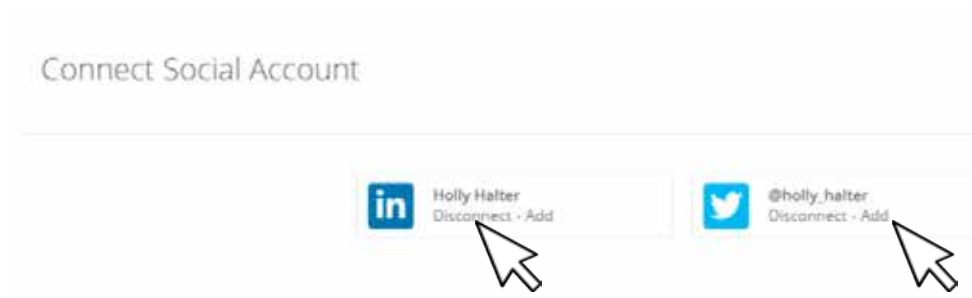 Connect Social Account
in
Holly Halter
Disconnect - Add
@holly_halter
Disconnect - Add